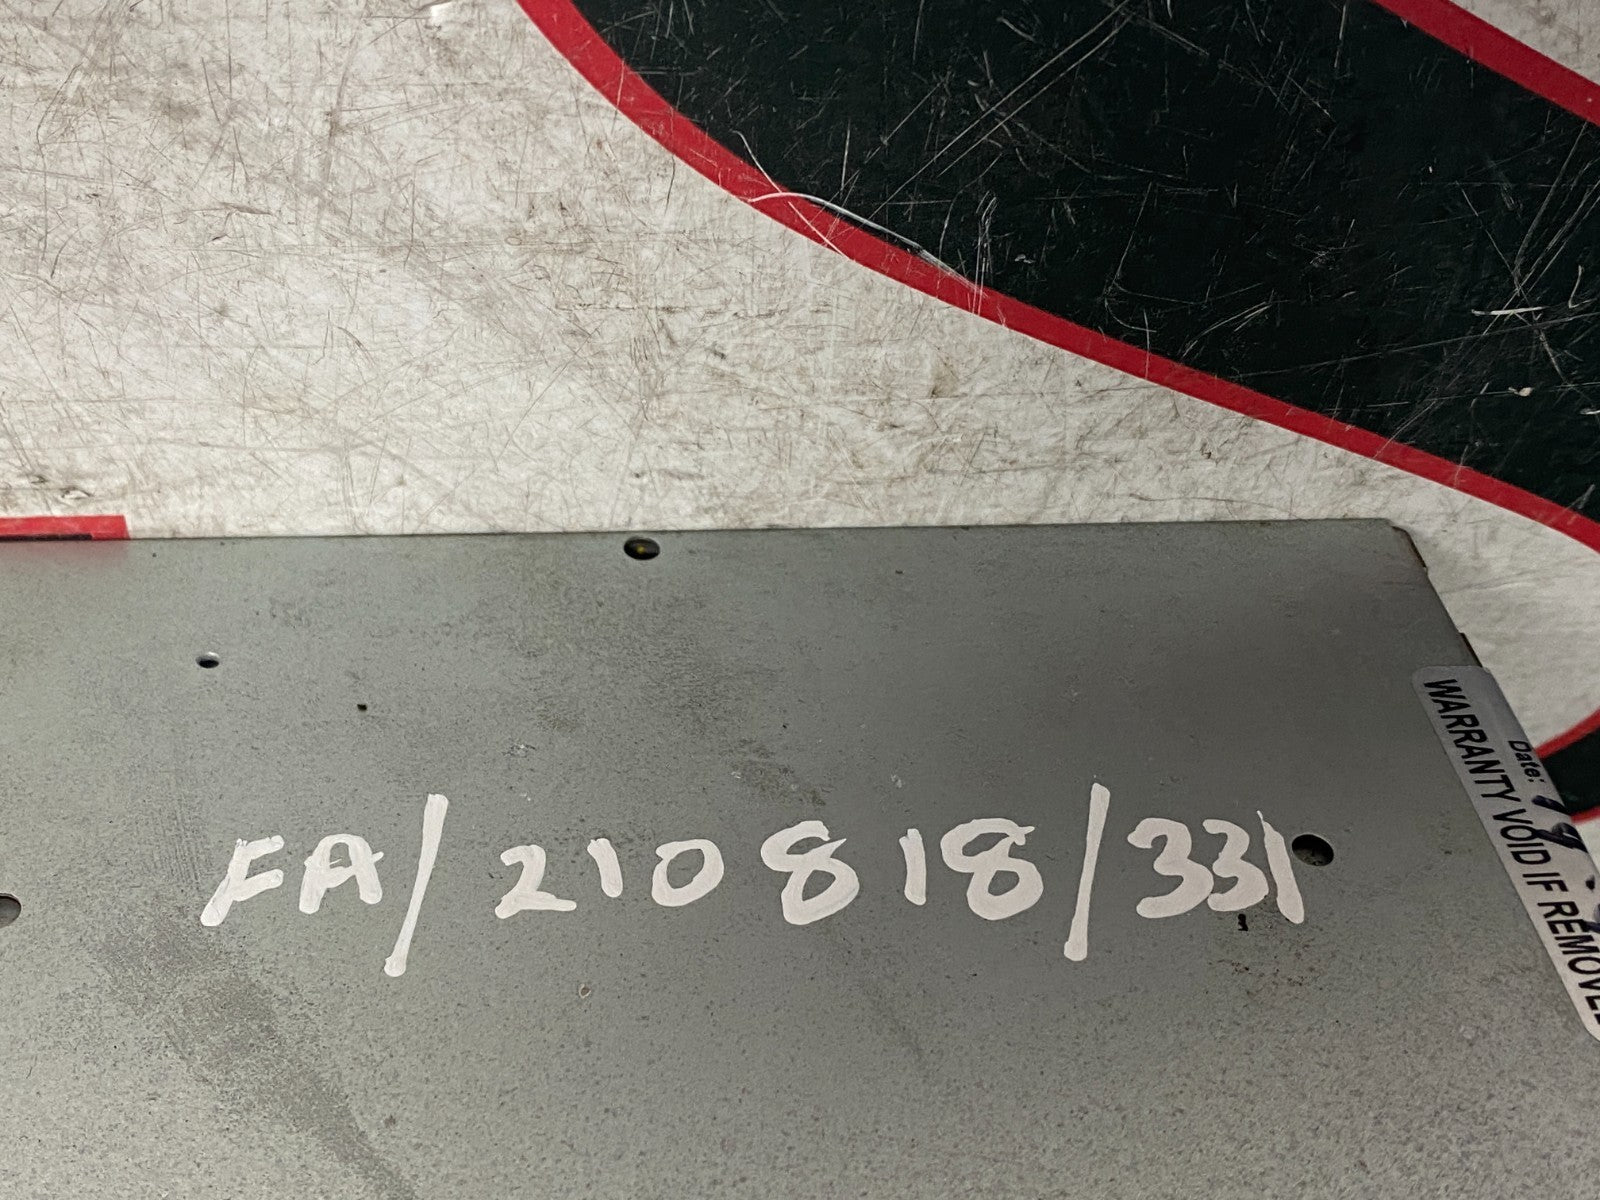 FA/210818/331
Date:
WARRANTY VOID IF REMOVED